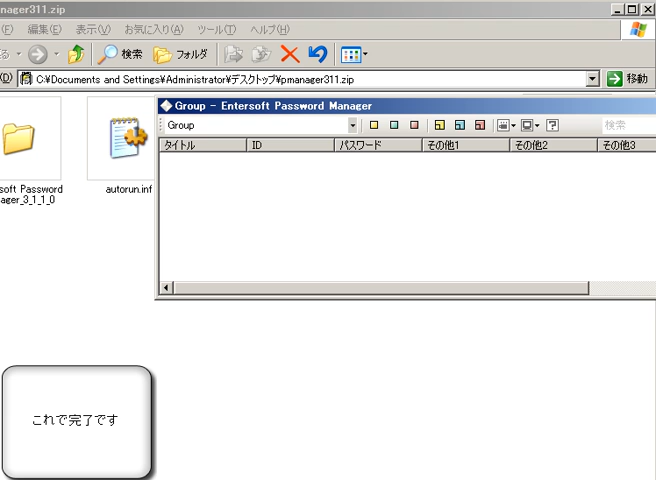 nager311.zip
(F) 編集(E) 表示(V) お気に入り(A) ツール(T) ヘルプ(H)
る 検索 フォルダ
(D) C:¥Documents and Settings¥Administrator¥デスクトップ¥pmanager311.zip 移動
Group - Entersoft Password Manager
Group 検索
タイトル ID パスワード その他1 その他2 その他3
soft Password
ager_3_1_1_0
autorun.inf
これで完了です